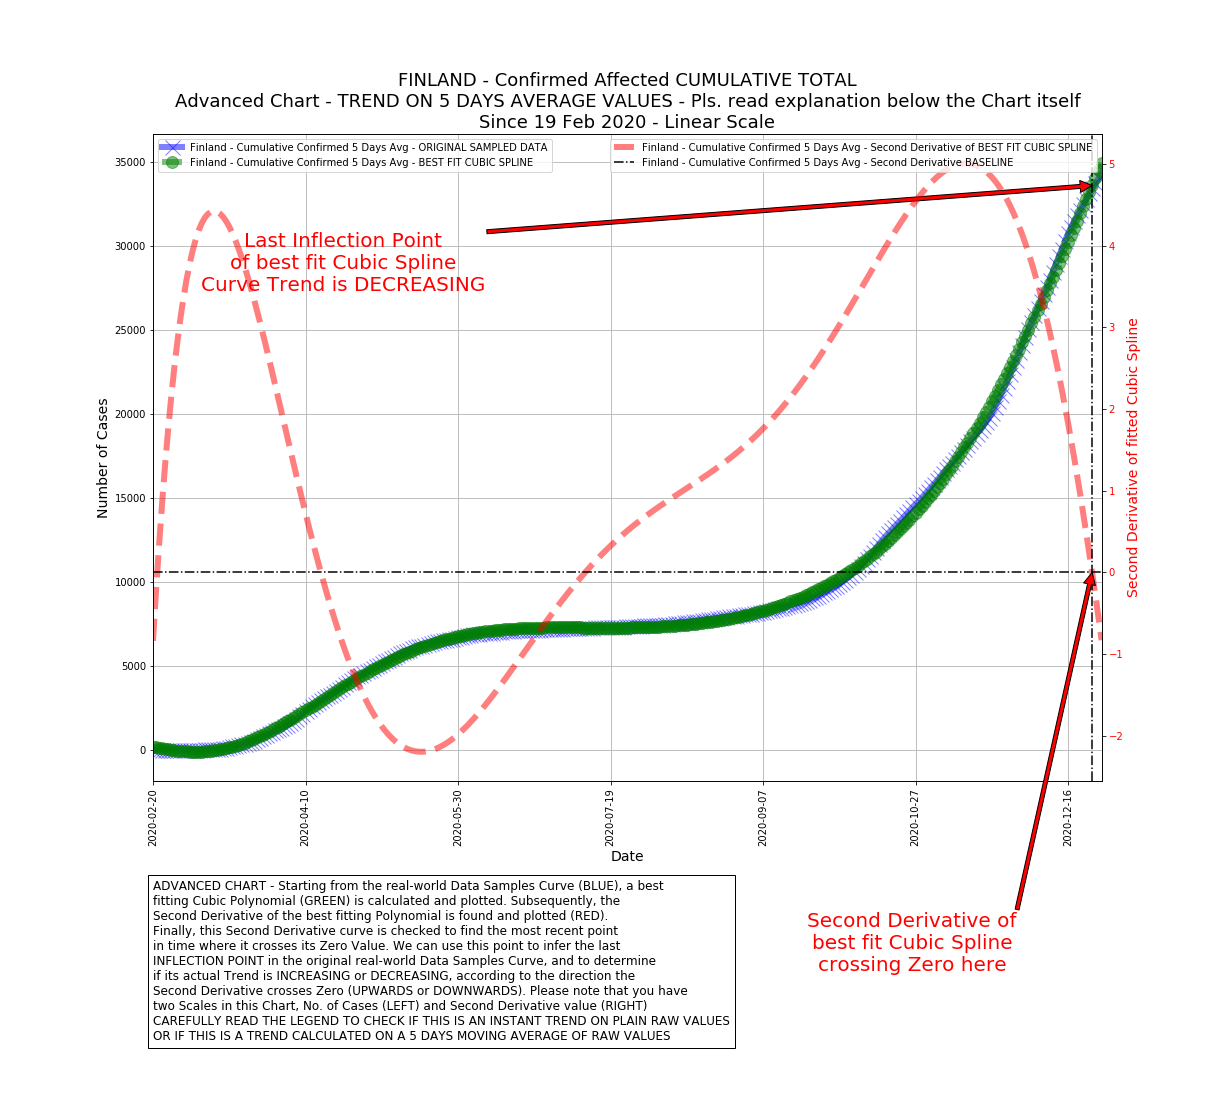 FINLAND - Confirmed Affected CUMULATIVE TOTAL
Advanced Chart - TREND ON 5 DAYS AVERAGE VALUES - Pls. read explanation below the Chart itself
Since 19 Feb 2020 - Linear Scale
Finland - Cumulative Confirmed 5 Days Avg - ORIGINAL SAMPLED DATA
Finland - Cumulative Confirmed 5 Days Avg - BEST FIT CUBIC SPLINE
Finland - Cumulative Confirmed 5 Days Avg - Second Derivative of BEST FIT CUBIC SPLINE
Finland - Cumulative Confirmed 5 Days Avg - Second Derivative BASELINE
35000
30000
25000
20000
15000
10000
5000
0
Number of Cases
Last Inflection Point
of best fit Cubic Spline
Curve Trend is DECREASING
5
4
3
2
1
0
−1
−2
Second Derivative of fitted Cubic Spline
2020-02-20
2020-04-10
2020-05-30
2020-07-19
2020-09-07
2020-10-27
2020-12-16
Date
ADVANCED CHART - Starting from the real-world Data Samples Curve (BLUE), a best
fitting Cubic Polynomial (GREEN) is calculated and plotted. Subsequently, the
Second Derivative of the best fitting Polynomial is found and plotted (RED).
Finally, this Second Derivative curve is checked to find the most recent point
in time where it crosses its Zero Value. We can use this point to infer the last
INFLECTION POINT in the original real-world Data Samples Curve, and to determine
if its actual Trend is INCREASING or DECREASING, according to the direction the
Second Derivative crosses Zero (UPWARDS or DOWNWARDS). Please note that you have
two Scales in this Chart, No. of Cases (LEFT) and Second Derivative value (RIGHT)
CAREFULLY READ THE LEGEND TO CHECK IF THIS IS AN INSTANT TREND ON PLAIN RAW VALUES
OR IF THIS IS A TREND CALCULATED ON A 5 DAYS MOVING AVERAGE OF RAW VALUES
Second Derivative of
best fit Cubic Spline
crossing Zero here